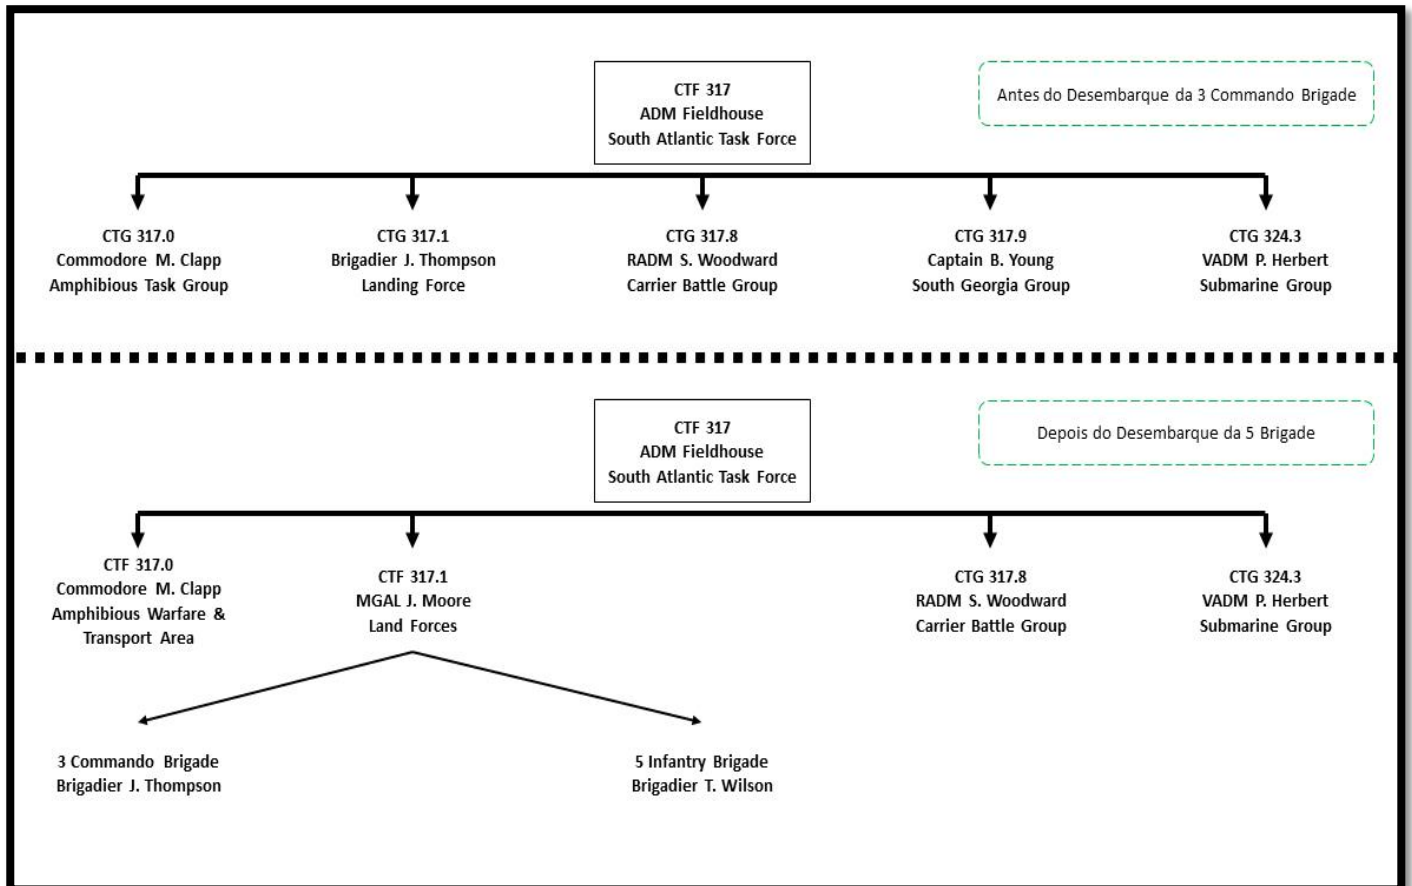 CTF 317
ADM Fieldhouse
South Atlantic Task Force
Antes do Desembarque da 3 Commando Brigade
CTG 317.0
Commodore M. Clapp
Amphibious Task Group
CTG 317.1
Brigadier J. Thompson
Landing Force
CTG 317.8
RADM S. Woodward
Carrier Battle Group
CTG 317.9
Captain B. Young
South Georgia Group
CTG 324.3
VADM P. Herbert
Submarine Group
CTF 317
ADM Fieldhouse
South Atlantic Task Force
Depois do Desembarque da 5 Brigade
CTF 317.0
Commodore M. Clapp
Amphibious Warfare &
Transport Area
CTF 317.1
MGAL J. Moore
Land Forces
CTG 317.8
RADM S. Woodward
Carrier Battle Group
CTG 324.3
VADM P. Herbert
Submarine Group
3 Commando Brigade
Brigadier J. Thompson
5 Infantry Brigade
Brigadier T. Wilson